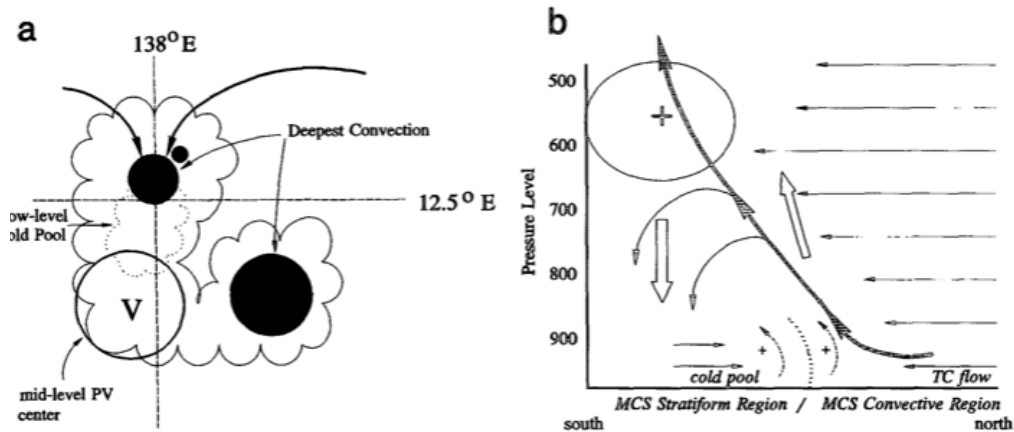 a
138° E
Deepest Convection
12.5° E
ow-level
old Pool
V
mid-level PV
center
b
Pressure Level
500
600
700
800
900
cold pool
TC flow
MCS Stratiform Region / MCS Convective Region
south
north